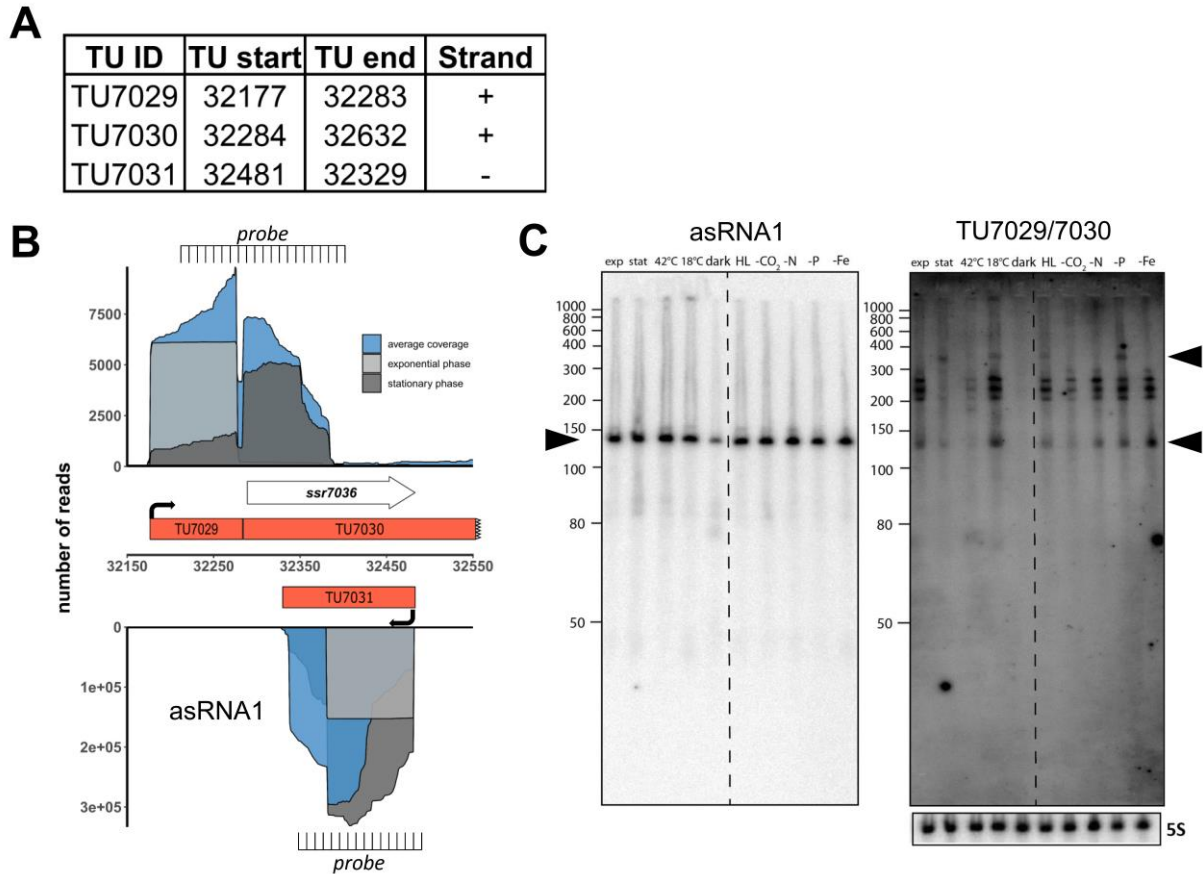 A
TU ID TU start TU end Strand
TU7029 32177 32283 +
TU7030 32284 32632 +
TU7031 32481 32329 -
B
probe
7500
5000
2500
0
average coverage
exponential phase
stationary phase
number of reads
ssr7036
TU7029 TU7030
32150 32250 32350 32450 32550
TU7031
0
1e+05
2e+05
3e+05
asRNA1
probe
C
asRNA1
exp stat 42°C 18°C dark HL -CO2 -N -P -Fe
1000
800
600
400
300
200
150
100
80
50
TU7029/7030
exp stat 42°C 18°C dark HL -CO2 -N -P -Fe
1000
800
600
400
300
200
150
100
80
50
5S